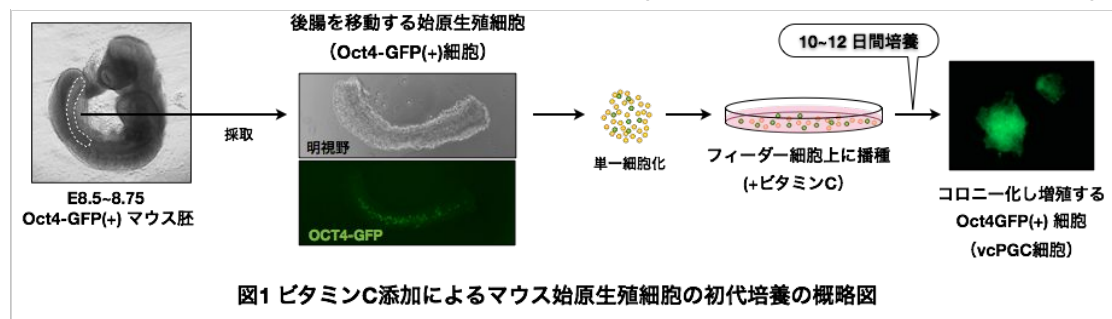 E8.5~8.75
Oct4-GFP(+) マウス胚
採取
後腸を移動する始原生殖細胞
（Oct4-GFP(+)細胞）
明視野
OCT4-GFP
単一細胞化
フィーダー細胞上に播種
(+ビタミンC）
10~12 日間培養
コロニー化し増殖する
Oct4GFP(+) 細胞
（vcPGC細胞）
図1 ビタミンC添加によるマウス始原生殖細胞の初代培養の概略図